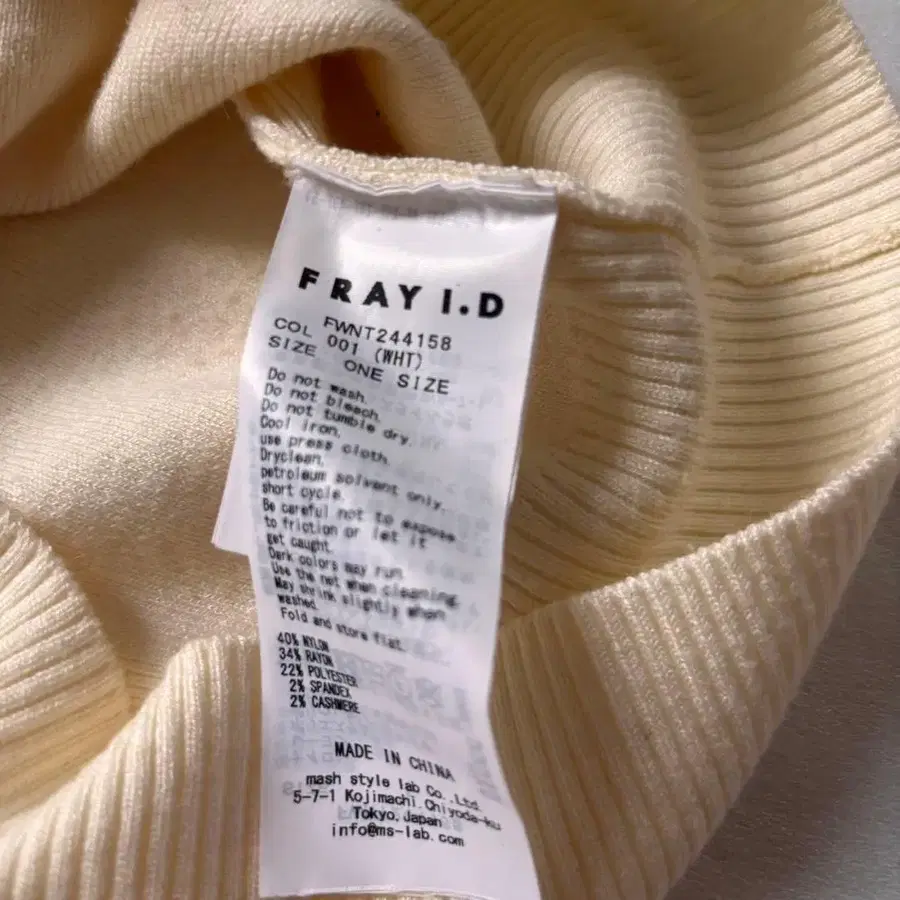 FRAY I.D
FWNT244158
COL 001 (WHT)
SIZE ONE SIZE
Do not wash.
Do not bleach.
Do not tumble dry.
Cool iron.
use press cloth.
Dryclean,
petroleum solvent only,
short cycle.
Be careful not to expose
to friction or let it
get caught.
Dark colors may run.
Use the net when cleaning.
May shrink slightly when
washed.
Fold and store flat.
40% NYLON
34% RAYON
22% POLYESTER
2% SPANDEX
2% CASHMERE
MADE IN CHINA
mash style lab Co.,Ltd.
5-7-1 Kojimachi,Chiyoda-ku
Tokyo,Japan
info@ms-lab.com